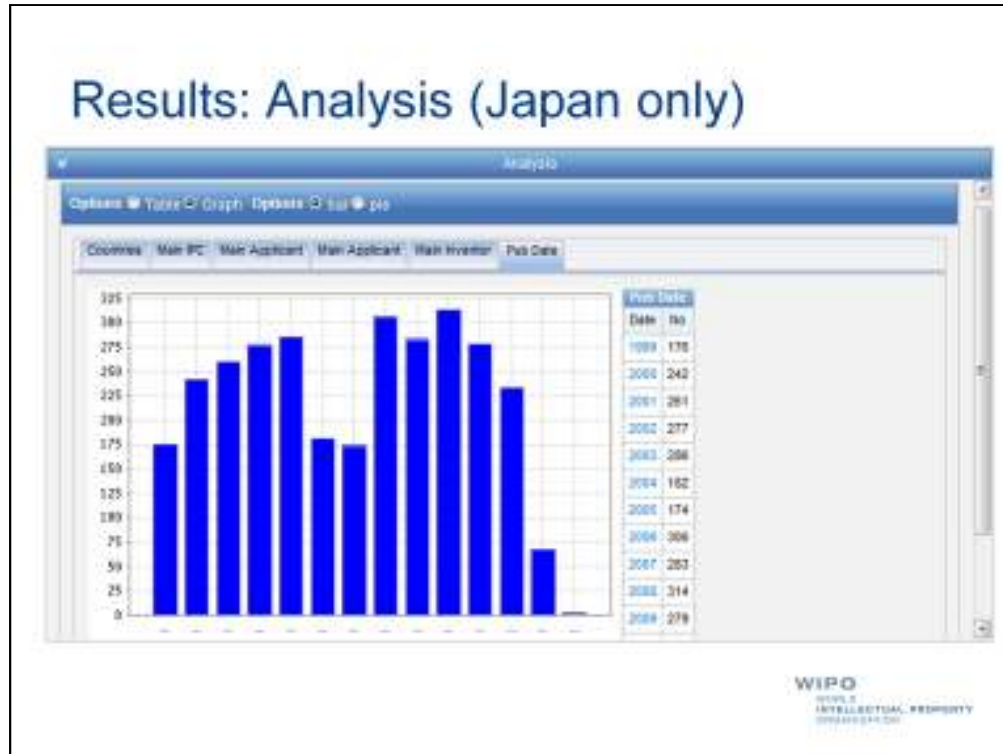 Results: Analysis (Japan only)
Analysis
Options Table Graph Options bar pie
Countries Main IPC Main Applicant Main Applicant Main Inventor Pub Date
325
300
275
250
225
200
175
150
125
100
75
50
25
0
Pub Date
Date No
1999 176
2000 242
2001 261
2002 277
2003 286
2004 182
2005 174
2006 306
2007 283
2008 314
2009 279
WIPO
WORLD
INTELLECTUAL PROPERTY
ORGANIZATION